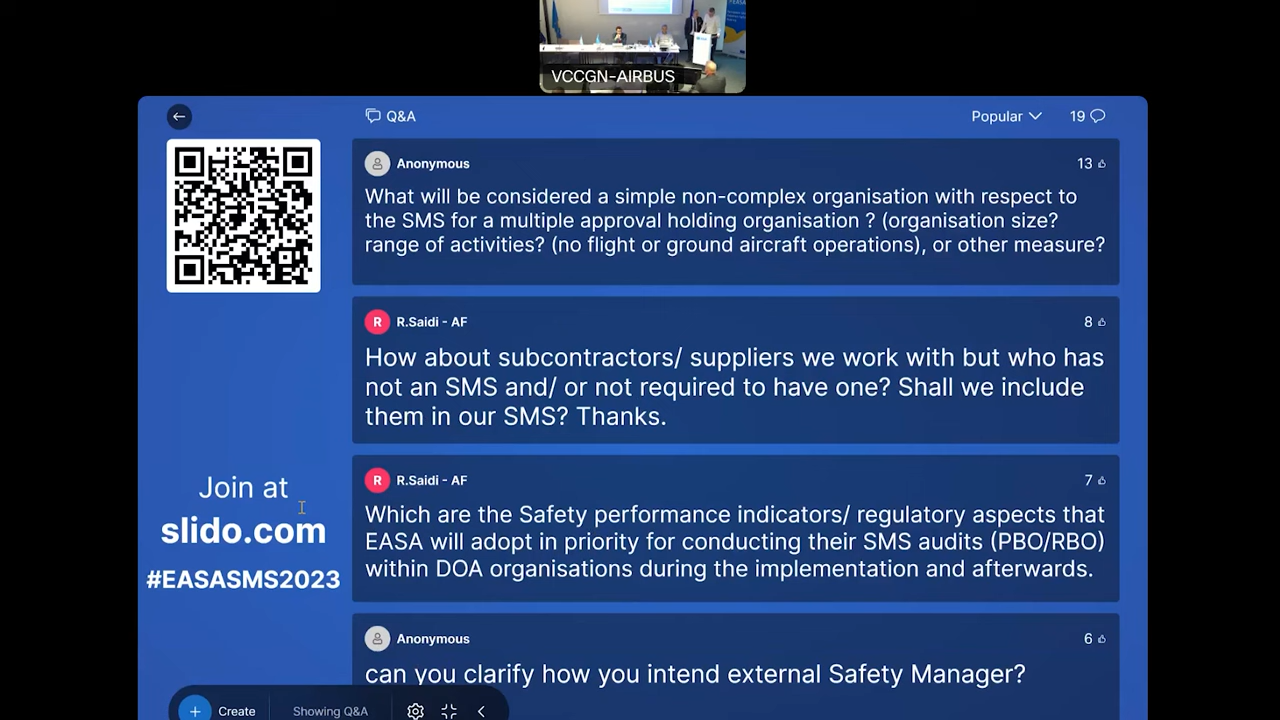 EASA
VCCGN-AIRBUS
Q&A
Popular
19
Anonymous
13
What will be considered a simple non-complex organisation with respect to
the SMS for a multiple approval holding organisation ? (organisation size?
range of activities? (no flight or ground aircraft operations), or other measure?
R
R.Saidi - AF
8
How about subcontractors/ suppliers we work with but who has
not an SMS and/ or not required to have one? Shall we include
them in our SMS? Thanks.
Join at
slido.com
#EASASMS2023
R
R.Saidi - AF
7
Which are the Safety performance indicators/ regulatory aspects that
EASA will adopt in priority for conducting their SMS audits (PBO/RBO)
within DOA organisations during the implementation and afterwards.
Anonymous
6
can you clarify how you intend external Safety Manager?
Create
Showing Q&A